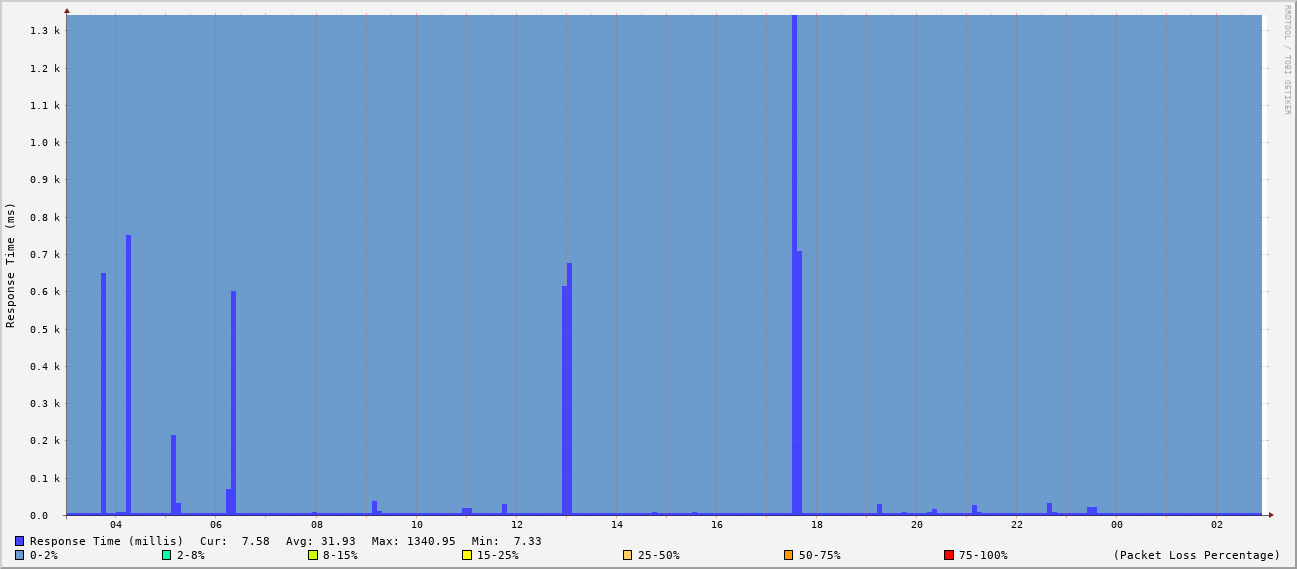 RRDTOOL / TOBI OETIKER
Response Time (ms)
1.3 k
1.2 k
1.1 k
1.0 k
0.9 k
0.8 k
0.7 k
0.6 k
0.5 k
0.4 k
0.3 k
0.2 k
0.1 k
0.0
04 06 08 10 12 14 16 18 20 22 00 02
Response Time (millis) Cur: 7.58 Avg: 31.93 Max: 1340.95 Min: 7.33
0-2% 2-8% 8-15% 15-25% 25-50% 50-75% 75-100% (Packet Loss Percentage)